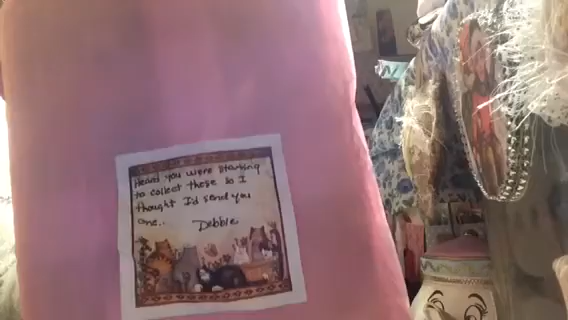 Heard you were starting
to collect these so I
thought I'd send you
one..
Debbie